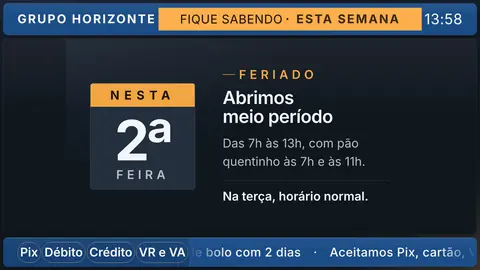 GRUPO HORIZONTE
FIQUE SABENDO · ESTA SEMANA
13:58
NESTA
2ª
FEIRA
FERIADO
Abrimos
meio período
Das 7h às 13h, com pão
quentinho às 7h e às 11h.
Na terça, horário normal.
Pix Débito Crédito VR e VA
bolo com 2 dias · Aceitamos Pix, cartão,